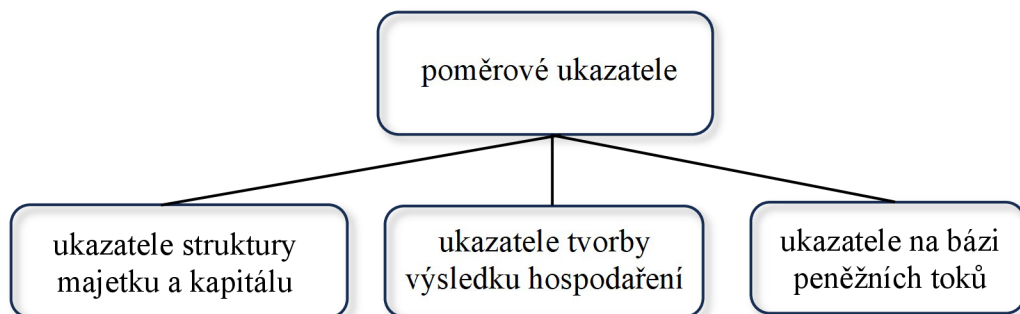 poměrové ukazatele
ukazatele struktury
majetku a kapitálu
ukazatele tvorby
výsledku hospodaření
ukazatele na bázi
peněžních toků